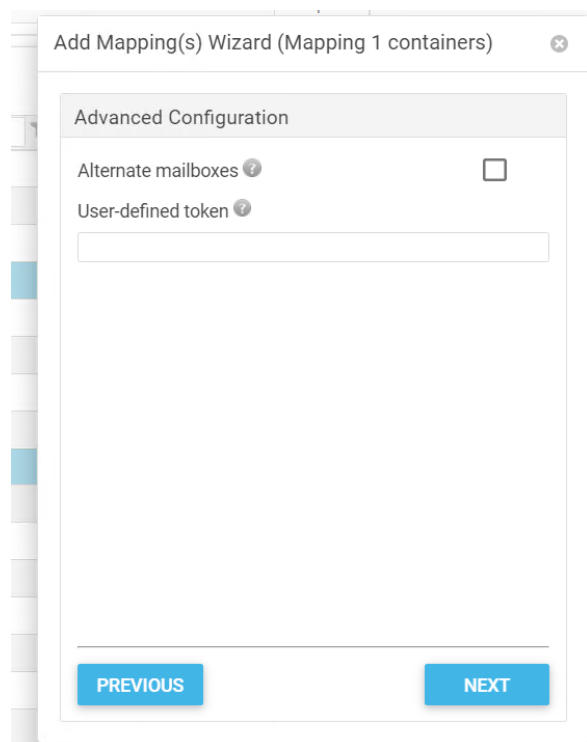 Add Mapping(s) Wizard (Mapping 1 containers)
Advanced Configuration
Alternate mailboxes
User-defined token
PREVIOUS
NEXT